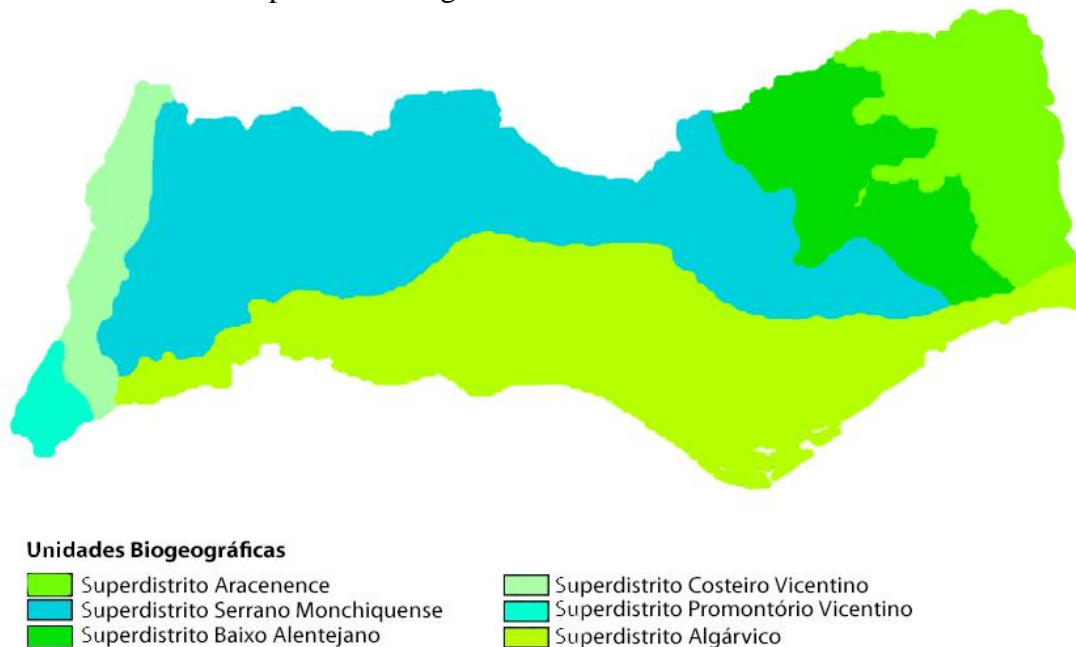 Unidades Biogeográficas
Superdistrito Aracenence
Superdistrito Serrano Monchiquense
Superdistrito Baixo Alentejano
Superdistrito Costeiro Vicentino
Superdistrito Promontório Vicentino
Superdistrito Algárvico